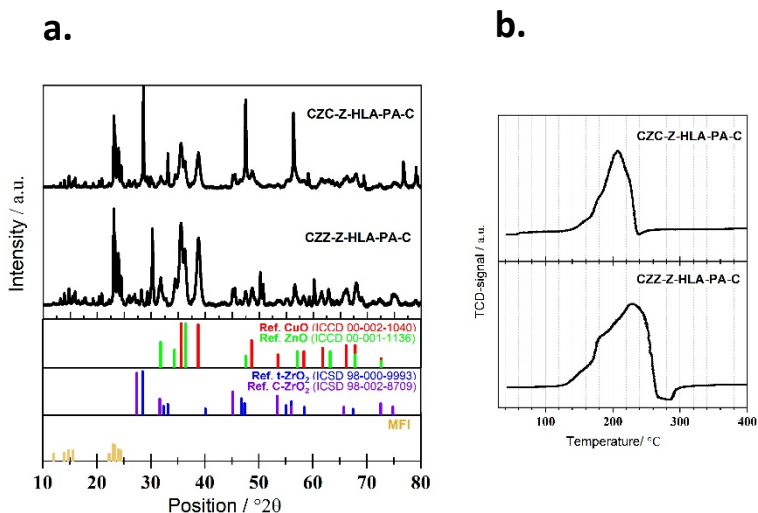 a.
b.
CZC-Z-HLA-PA-C
CZZ-Z-HLA-PA-C
Intensity / a.u.
Ref. CuO (ICCD 00-002-1040)
Ref. ZnO (ICCD 00-001-1136)
Ref. t-ZrO₂ (ICSD 98-000-9993)
Ref. C-ZrO₂ (ICSD 98-002-8709)
MFI
10 20 30 40 50 60 70 80
Position / °2θ
CZC-Z-HLA-PA-C
CZZ-Z-HLA-PA-C
TCD-signal / a.u.
100 200 300 400
Temperature/ °C